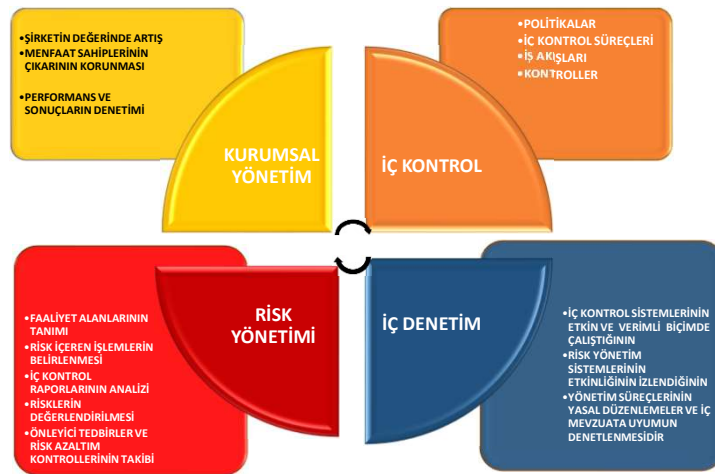 •ŞİRKETİN DEĞERİNDE ARTIŞ
•MENFAAT SAHİPLERİNİN
ÇIKARININ KORUNMASI
•PERFORMANS VE
SONUÇLARIN DENETİMİ
KURUMSAL
YÖNETİM
•POLİTİKALAR
•İÇ KONTROL SÜREÇLERİ
•İŞ AKIŞLARI
•KONTROLLER
İÇ KONTROL
•FAALİYET ALANLARININ
TANIMI
•RİSK İÇEREN İŞLEMLERİN
BELİRLENMESİ
•İÇ KONTROL
RAPORLARININ ANALİZİ
•RİSKLERİN
DEĞERLENDİRİLMESİ
•ÖNLEYİCİ TEDBİRLER VE
RİSK AZALTIM
KONTROLLERİNİN TAKİBİ
RİSK
YÖNETİMİ
İÇ DENETİM
•İÇ KONTROL SİSTEMLERİNİN
ETKİN VE VERİMLİ BİÇİMDE
ÇALIŞTIĞININ
•RİSK YÖNETİM
SİSTEMLERİNİN
ETKİNLİĞİNİN İZLENDİĞİNİN
•YÖNETİM SÜREÇLERİNİN
YASAL DÜZENLEMELER VE İÇ
MEVZUATA UYUMUN
DENETLENMESİDİR